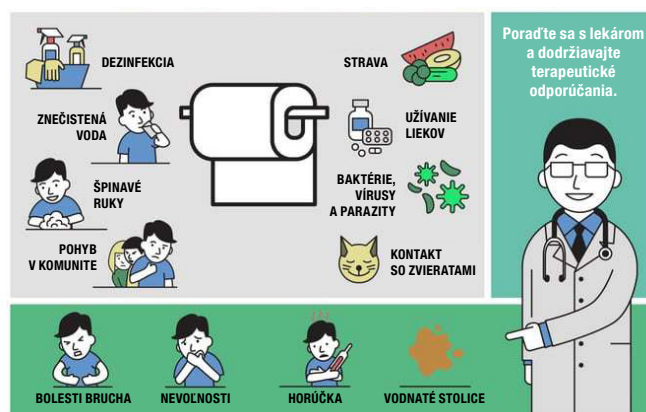 DEZINFEKCIA
ZNEČISTENÁ
VODA
ŠPINAVÉ
RUKY
POHYB
V KOMUNITE
STRAVA
UŽÍVANIE
LIEKOV
BAKTÉRIE,
VÍRUSY
A PARAZITY
KONTAKT
SO ZVIERATAMI
Poraďte sa s lekárom
a dodržiavajte
terapeutické
odporúčania.
BOLESTI BRUCHA
NEVOĽNOSTI
HORÚČKA
VODNATÉ STOLICE